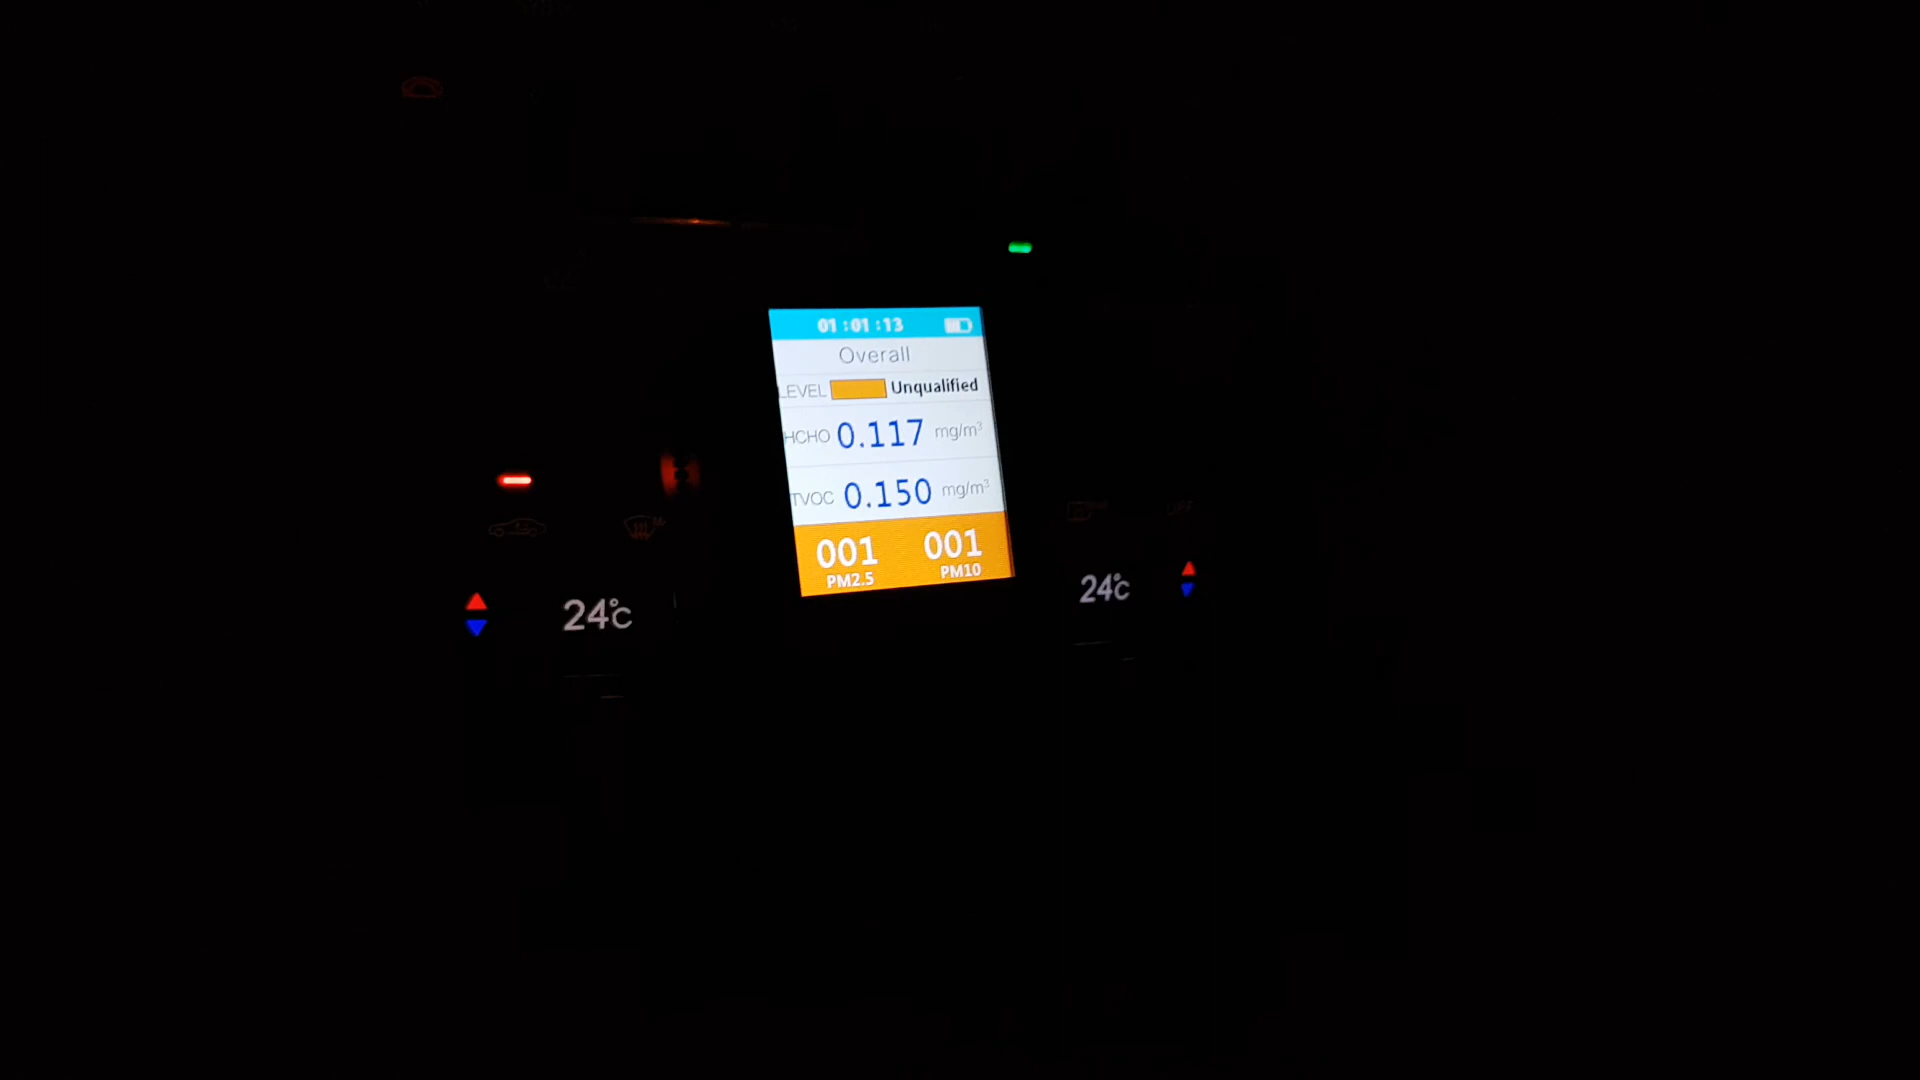 01:01:13
Overall
LEVEL Unqualified
HCHO 0.117 mg/m³
TVOC 0.150 mg/m³
001 001
PM2.5 PM10
24°C 24°C